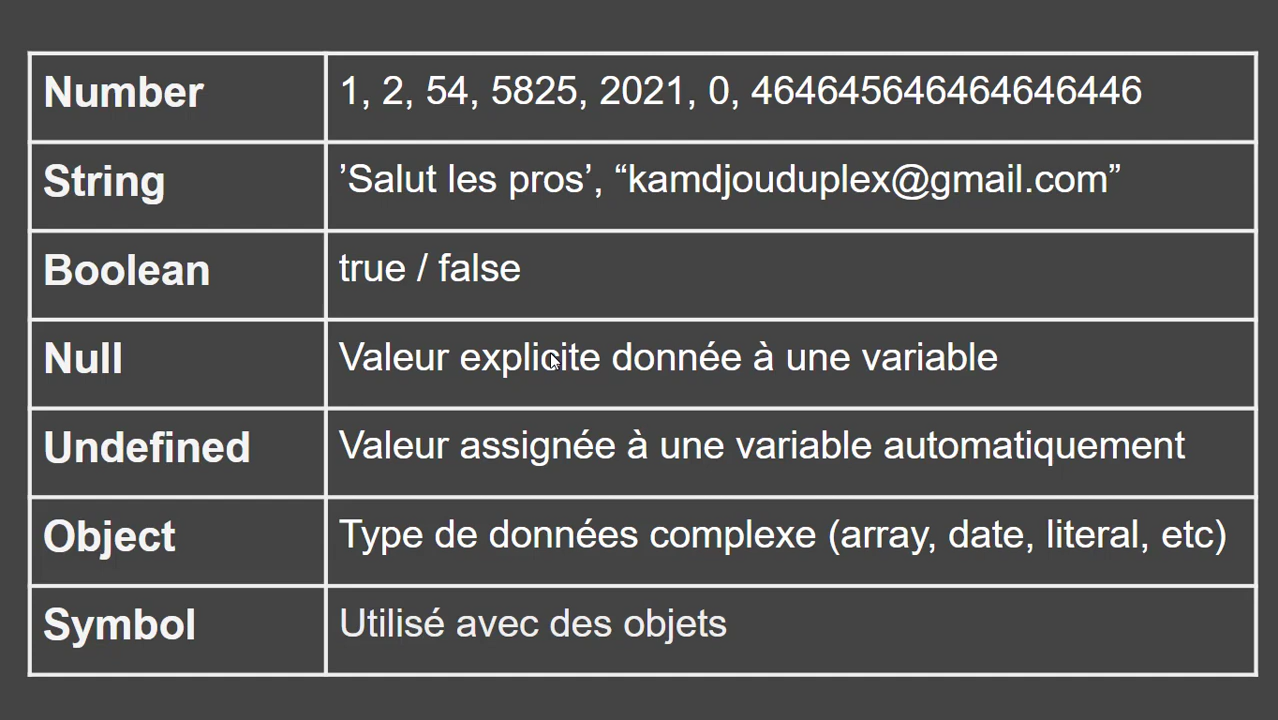 Number 1, 2, 54, 5825, 2021, 0, 464645646464646446
String ’Salut les pros’, “kamdjouduplex@gmail.com”
Boolean true / false
Null Valeur explicite donnée à une variable
Undefined Valeur assignée à une variable automatiquement
Object Type de données complexe (array, date, literal, etc)
Symbol Utilisé avec des objets